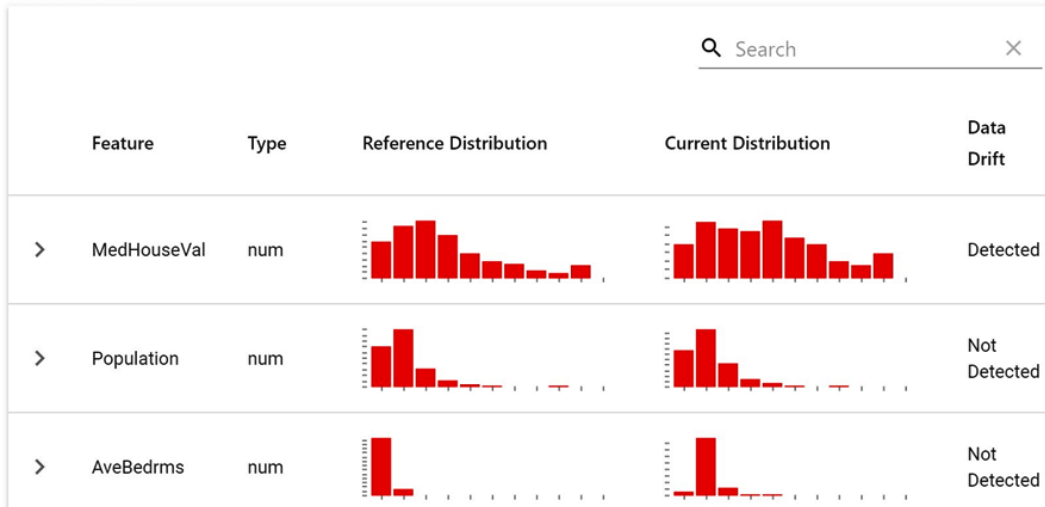 Search
Feature Type Reference Distribution Current Distribution Data
Drift
MedHouseVal num Detected
Population num Not
Detected
AveBedrms num Not
Detected